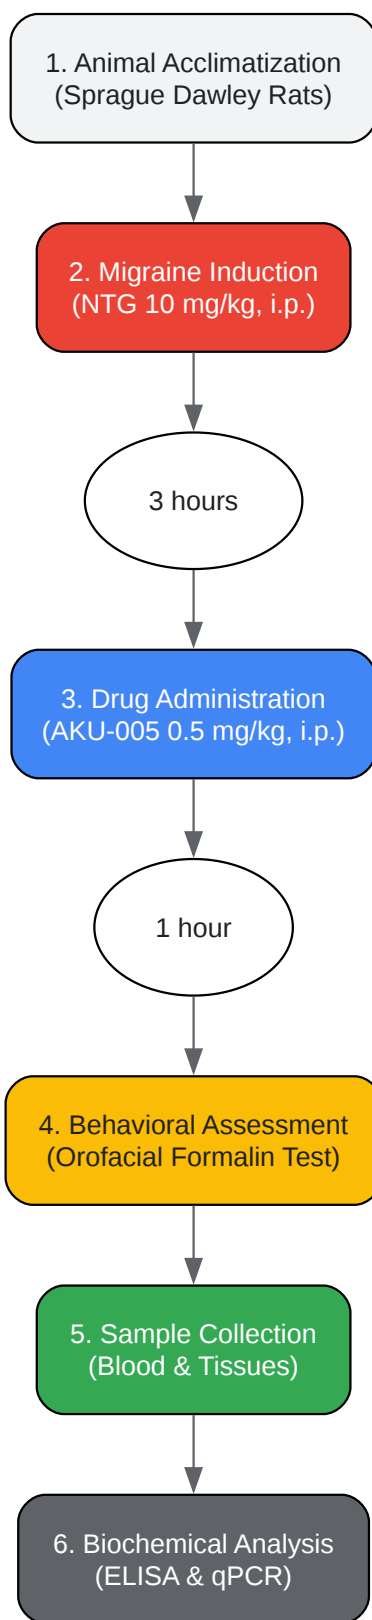 1. Animal Acclimatization
(Sprague Dawley Rats)
2. Migraine Induction
(NTG 10 mg/kg, i.p.)
3 hours
3. Drug Administration
(AKU-005 0.5 mg/kg, i.p.)
1 hour
4. Behavioral Assessment
(Orofacial Formalin Test)
5. Sample Collection
(Blood & Tissues)
6. Biochemical Analysis
(ELISA & qPCR)